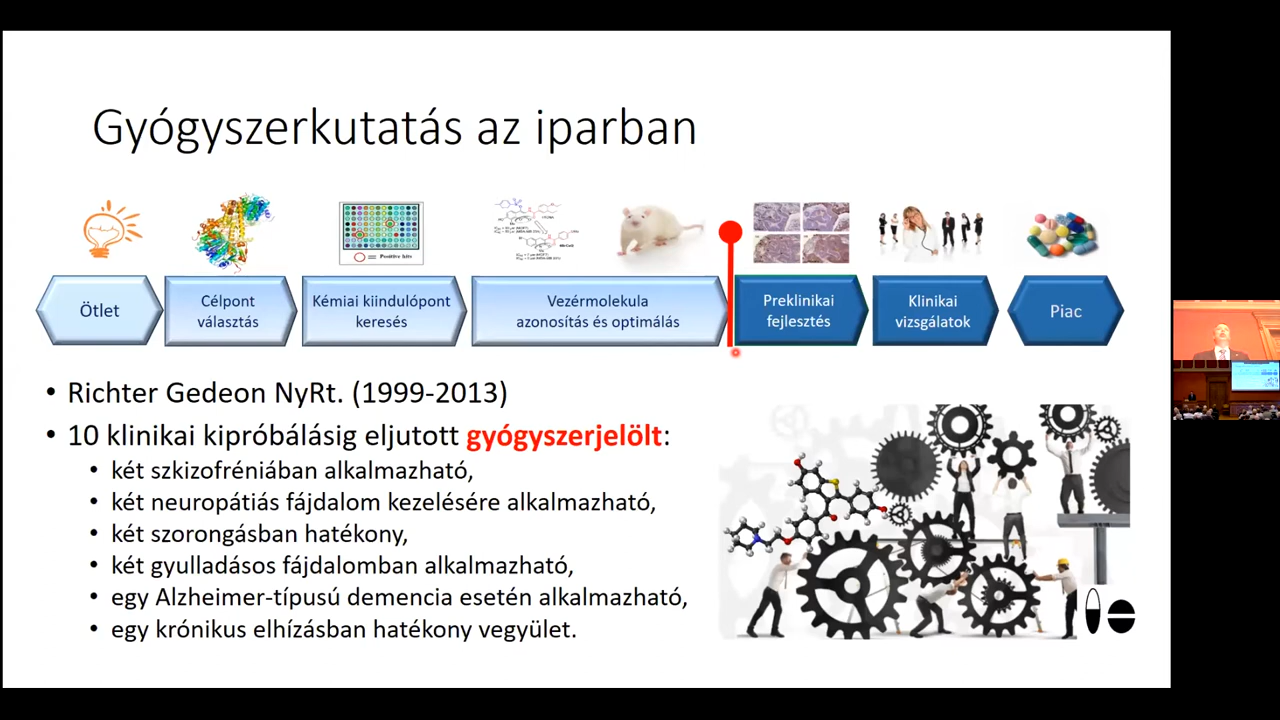 Gyógyszerkutatás az iparban
= Positive hits
Ötlet
Célpont
választás
Kémiai kiindulópont
keresés
Vezérmolekula
azonosítás és optimálás
Preklinikai
fejlesztés
Klinikai
vizsgálatok
Piac
• Richter Gedeon NyRt. (1999-2013)
• 10 klinikai kipróbálásig eljutott gyógyszerjelölt:
• két szkizofréniában alkalmazható,
• két neuropátiás fájdalom kezelésére alkalmazható,
• két szorongásban hatékony,
• két gyulladásos fájdalomban alkalmazható,
• egy Alzheimer-típusú demencia esetén alkalmazható,
• egy krónikus elhízásban hatékony vegyület.